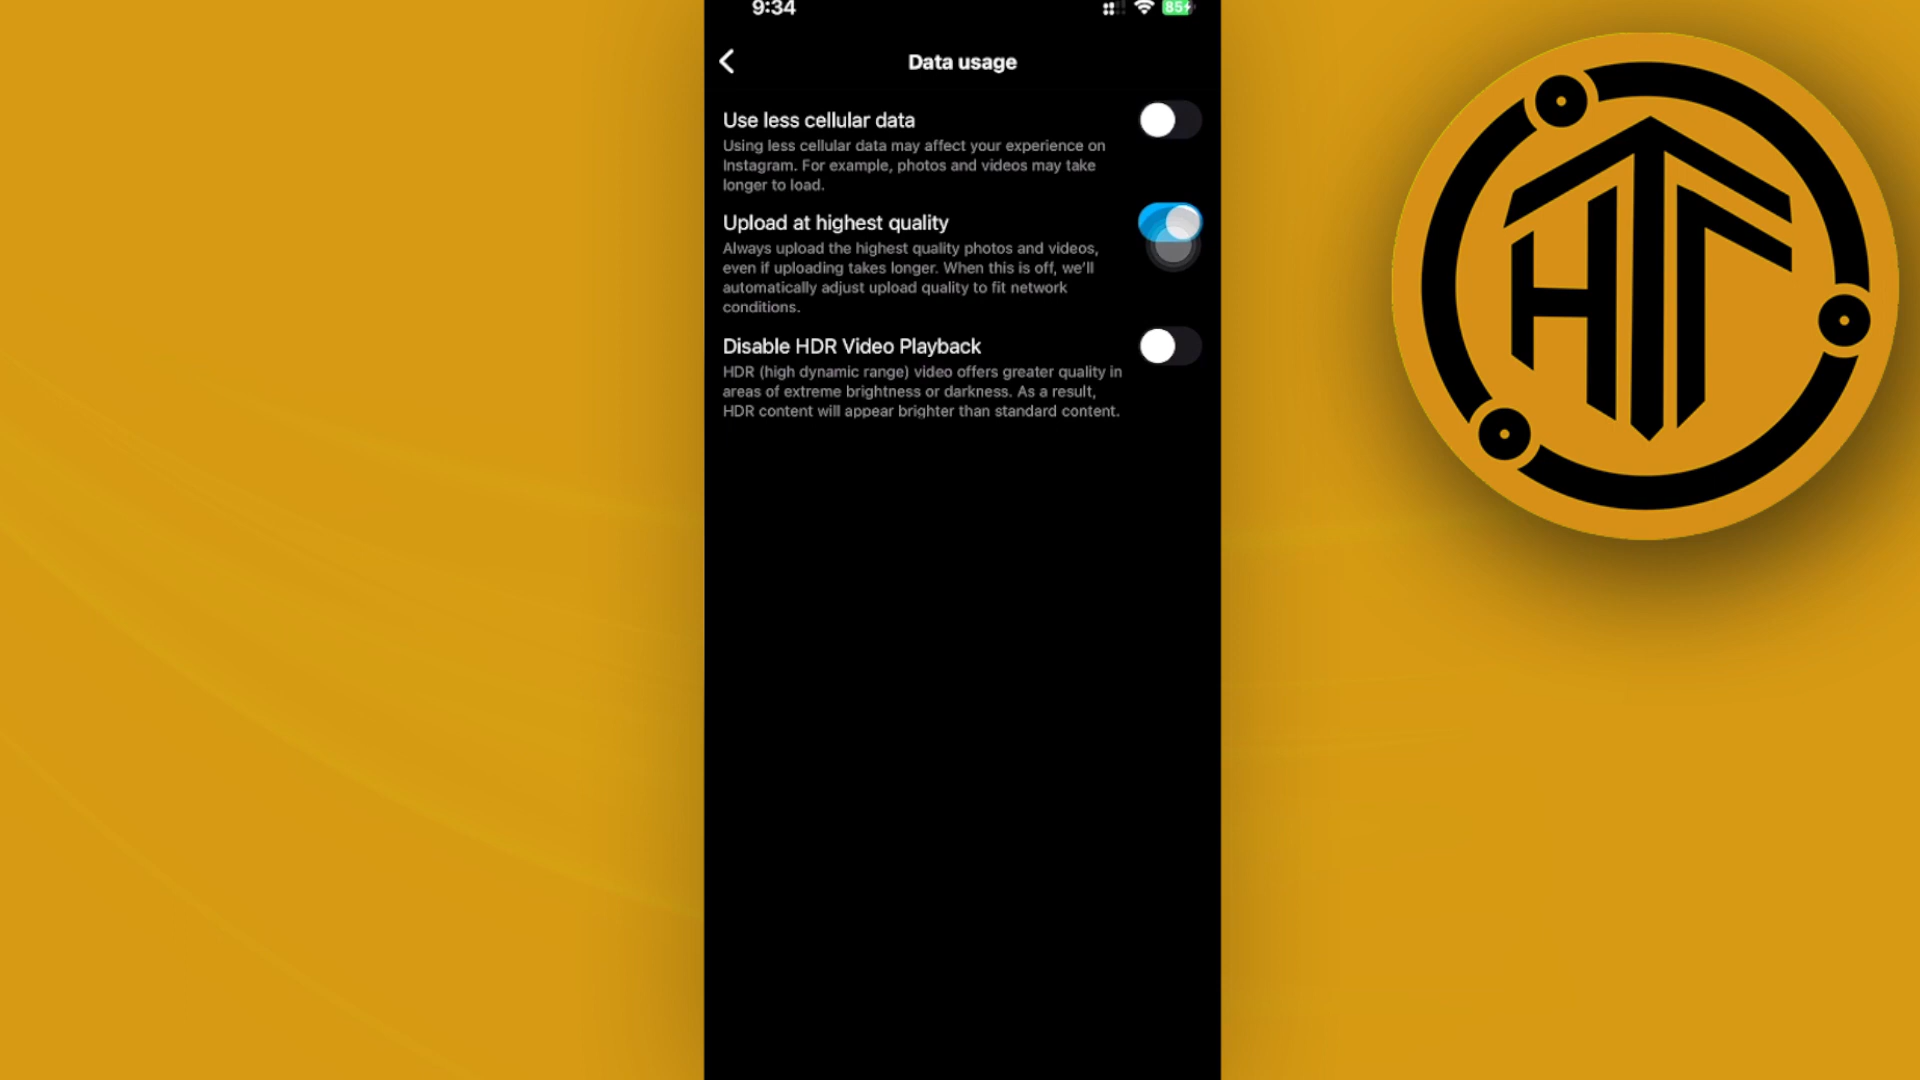 9:34
85
Data usage
Use less cellular data
Using less cellular data may affect your experience on
Instagram. For example, photos and videos may take
longer to load.
Upload at highest quality
Always upload the highest quality photos and videos,
even if uploading takes longer. When this is off, we'll
automatically adjust upload quality to fit network
conditions.
Disable HDR Video Playback
HDR (high dynamic range) video offers greater quality in
areas of extreme brightness or darkness. As a result,
HDR content will appear brighter than standard content.
HT